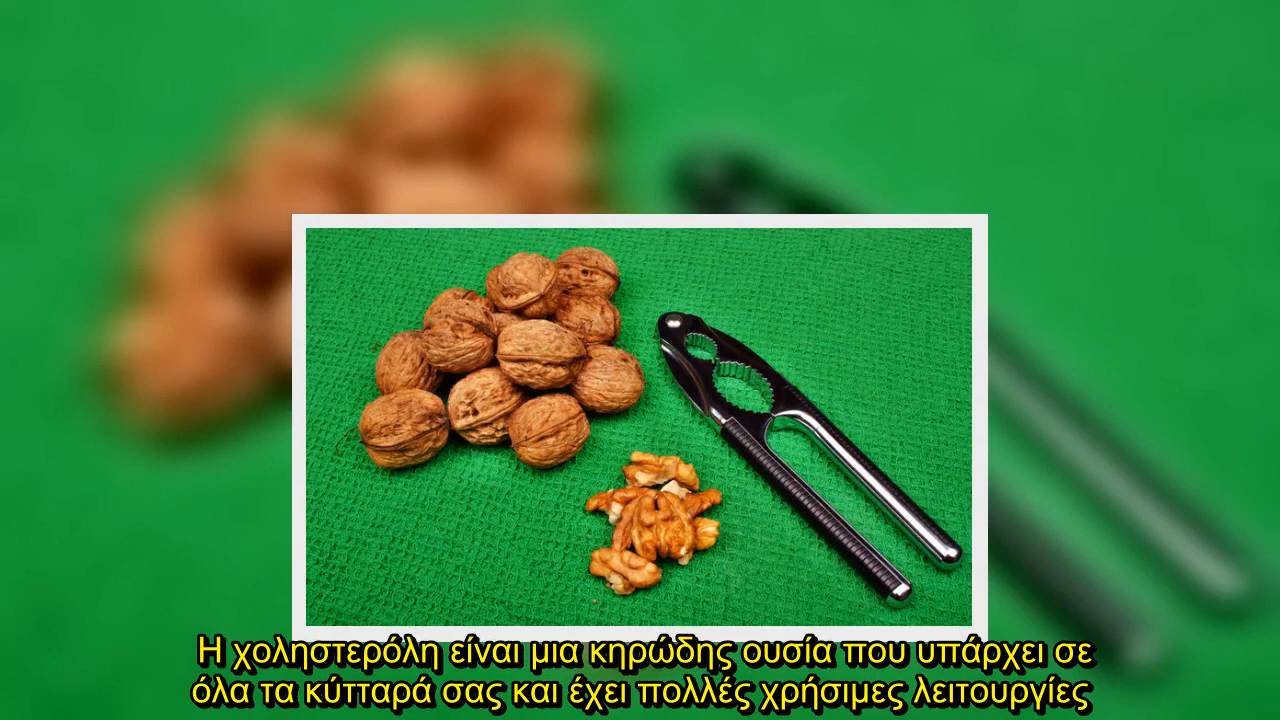 Η χοληστερόλη είναι μια κηρώδης ουσία που υπάρχει σε
όλα τα κύτταρά σας και έχει πολλές χρήσιμες λειτουργίες